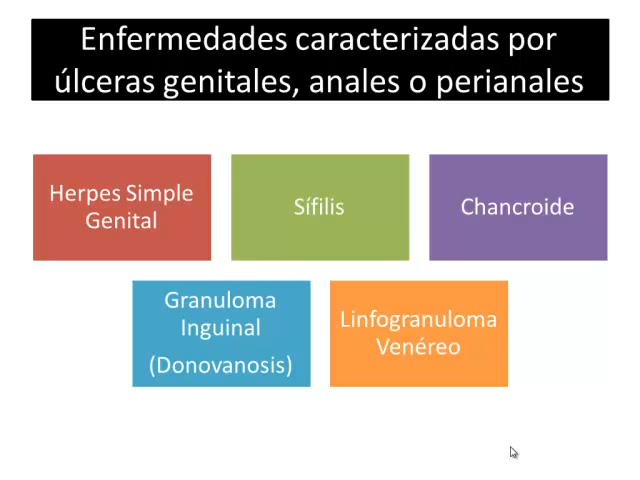 Enfermedades caracterizadas por
úlceras genitales, anales o perianales
Herpes Simple
Genital
Sífilis
Chancroide
Granuloma
Inguinal
(Donovanosis)
Linfogranuloma
Venéreo